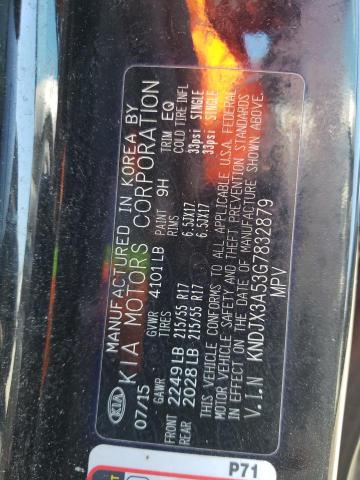 KIA
MANUFACTURED IN KOREA BY
KIA MOTORS CORPORATION
07/15 GVWR 4101LB PAINT 9H TRIM EQ
GAWR TIRES RIMS COLD TIRE INFL
FRONT 2249LB 215/55 R17 6.5JX17 33psi SINGLE
REAR 2028LB 215/55 R17 6.5JX17 33psi SINGLE
THIS VEHICLE CONFORMS TO ALL APPLICABLE U.S.A. FEDERAL
MOTOR VEHICLE SAFETY AND THEFT PREVENTION STANDARDS
IN EFFECT ON THE DATE OF MANUFACTURE SHOWN ABOVE.
V.I.N KNDJX3A53G7832879
MPV
P71